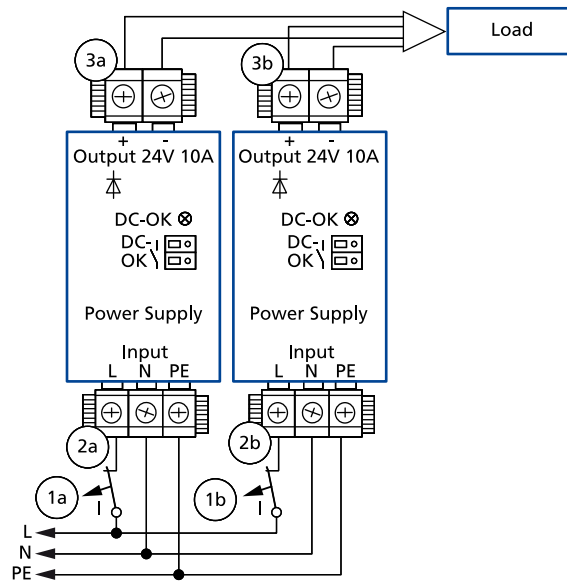 3a
3b
Load
+ -
+ -
Output 24V 10A
Output 24V 10A
DC-OK
DC-OK
DC-
OK
DC-
OK
Power Supply
Power Supply
Input
Input
L N PE
L N PE
2a
2b
1a
1b
I
I
L
N
PE